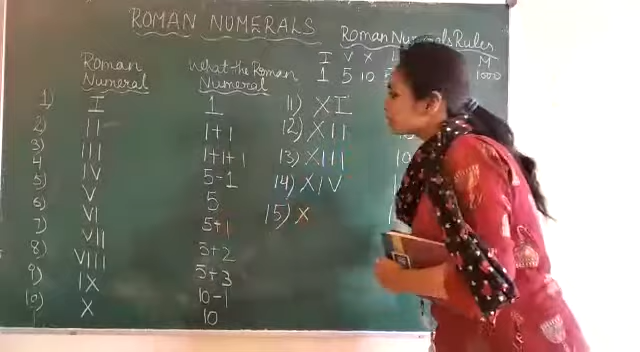 ROMAN NUMERALS
Roman Numerals Rules
I V X M
1 5 10 1000
Roman Numeral
What the Roman Numeral
1) I 1
2) II 1+1
3) III 1+1+1
4 IV 5-1
5) V 5
6) VI 5+1
7) VII 5+2
8) VIII 5+3
9) IX 10-1
10) X 10
11) XI
12) XII
13) XIII 10
14) XIV
15) X